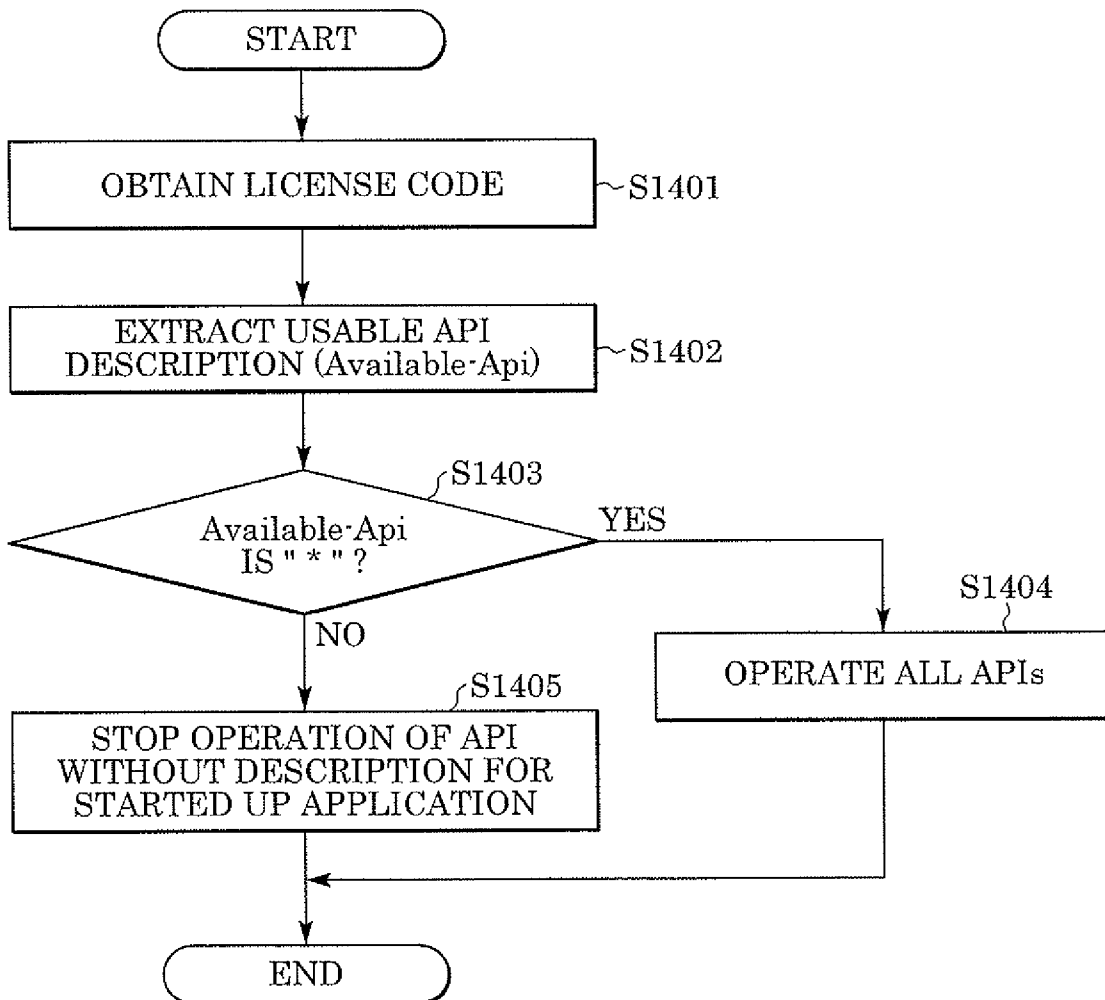 START
OBTAIN LICENSE CODE
S1401
EXTRACT USABLE API
DESCRIPTION (Available-Api)
S1402
S1403
Available-Api
IS " * " ?
YES
NO
S1404
OPERATE ALL APIs
S1405
STOP OPERATION OF API
WITHOUT DESCRIPTION FOR
STARTED UP APPLICATION
END